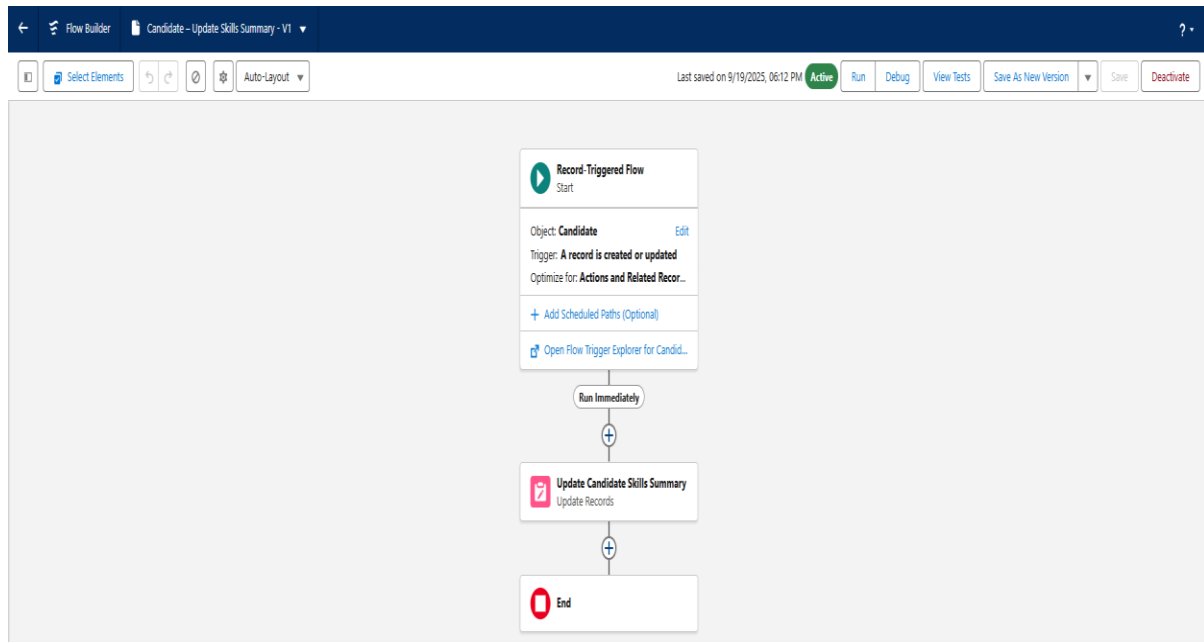 Flow Builder
Candidate – Update Skills Summary - V1
?
Select Elements
Auto-Layout
Last saved on 9/19/2025, 06:12 PM
Active
Run
Debug
View Tests
Save As New Version
Save
Deactivate
Record-Triggered Flow
Start
Object: Candidate
Edit
Trigger: A record is created or updated
Optimize for: Actions and Related Recor...
+ Add Scheduled Paths (Optional)
Open Flow Trigger Explorer for Candid...
Run Immediately
Update Candidate Skills Summary
Update Records
End